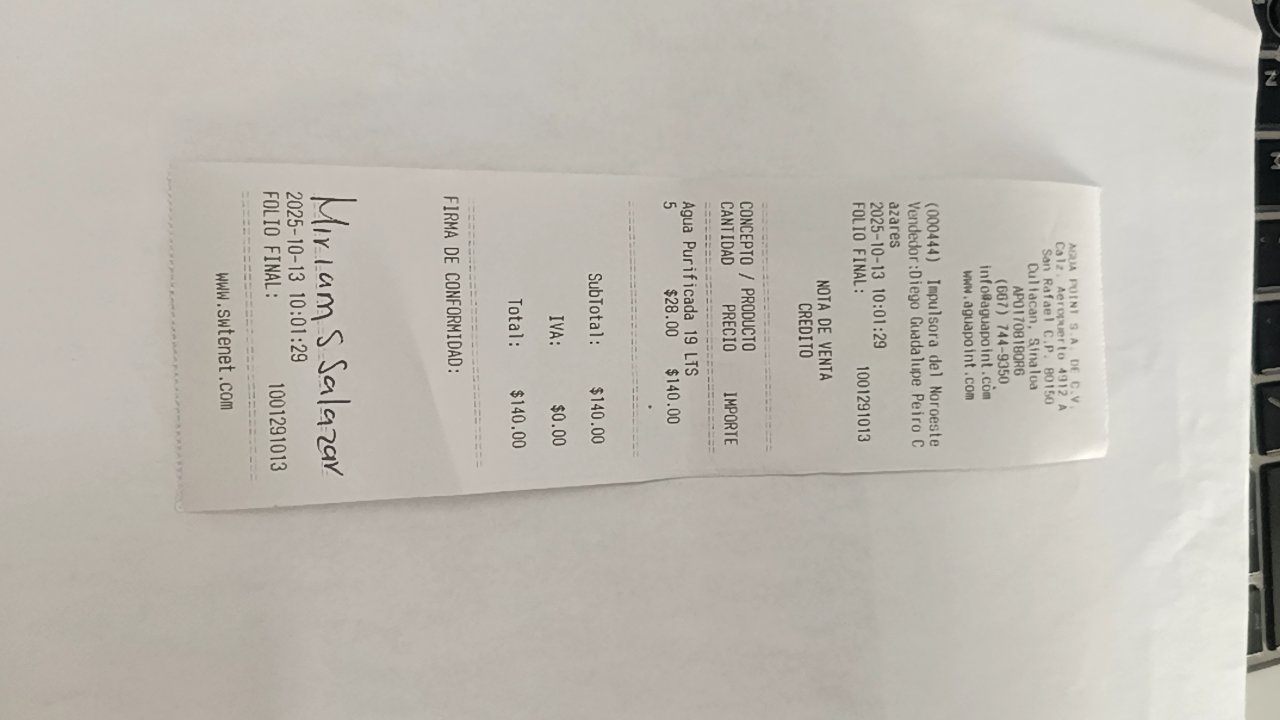 AGUA POINT S.A. DE C.V.
Calz. Aeropuerto 4912 A
San Rafael C.P. 80150
Culiacan, Sinaloa
APO170818QR6
(667) 744-9350
info@aguapoint.com
www.aguapoint.com
(000444) Impulsora del Noroeste
Vendedor:Diego Guadalupe Peiro C
azares
2025-10-13 10:01:29
FOLIO FINAL: 1001291013
NOTA DE VENTA
CREDITO
CONCEPTO / PRODUCTO
CANTIDAD PRECIO IMPORTE
Agua Purificada 19 LTS
5 $28.00 $140.00
SubTotal: $140.00
IVA: $0.00
Total: $140.00
FIRMA DE CONFORMIDAD:
Miriam S Salazar
2025-10-13 10:01:29
FOLIO FINAL: 1001291013
www.swtenet.com
N
M